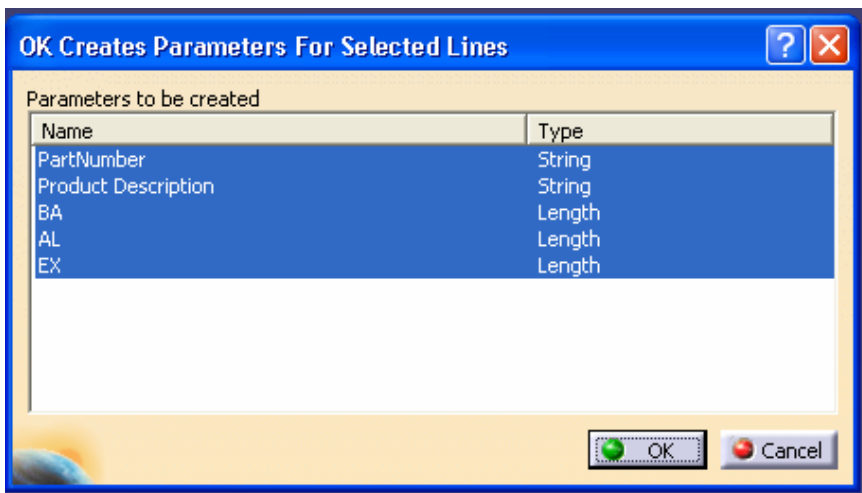 OK Creates Parameters For Selected Lines ?
Parameters to be created
Name Type
PartNumber String
Product Description String
BA Length
AL Length
EX Length
OK Cancel